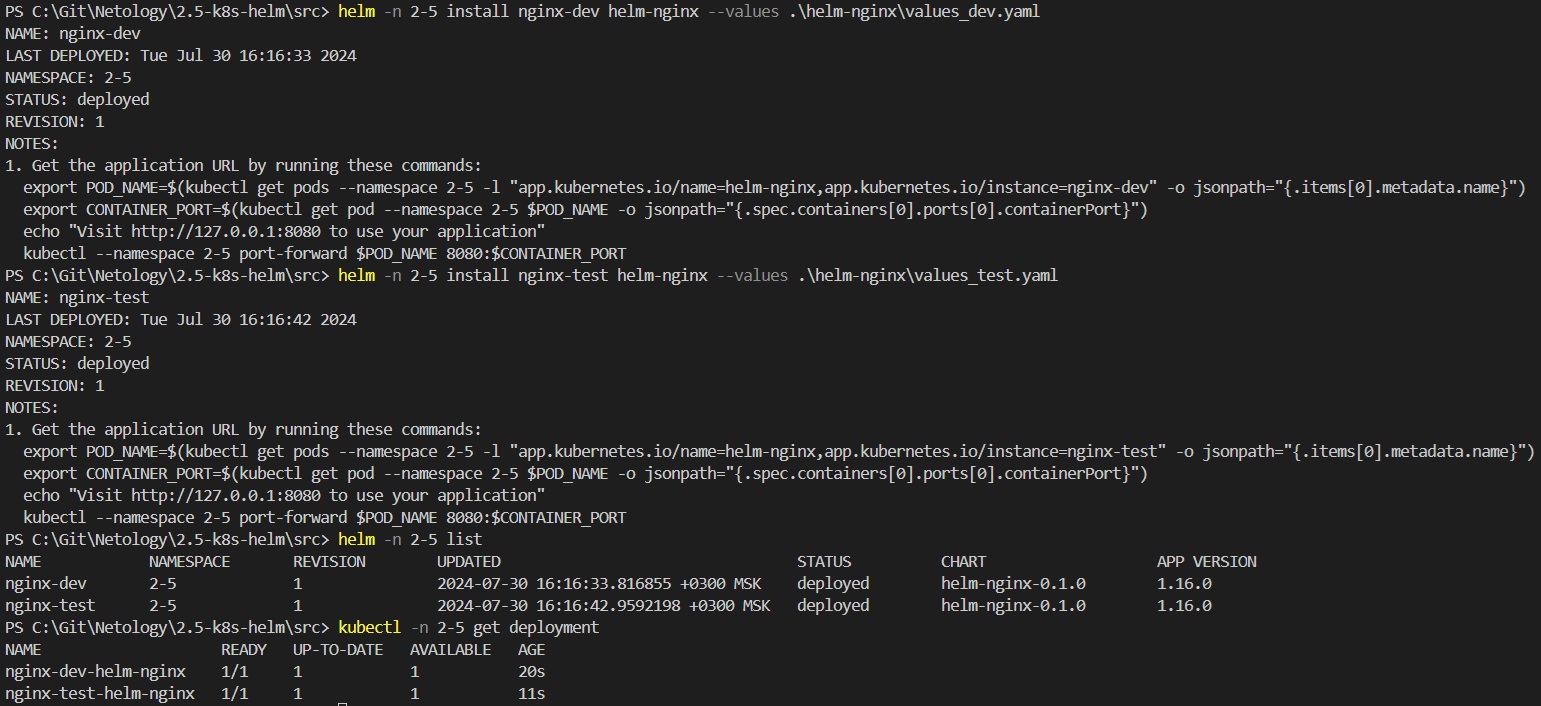 PS C:\Git\Netology\2.5-k8s-helm\src> helm -n 2-5 install nginx-dev helm-nginx --values .\helm-nginx\values_dev.yaml
NAME: nginx-dev
LAST DEPLOYED: Tue Jul 30 16:16:33 2024
NAMESPACE: 2-5
STATUS: deployed
REVISION: 1
NOTES:
1. Get the application URL by running these commands:
  export POD_NAME=$(kubectl get pods --namespace 2-5 -l "app.kubernetes.io/name=helm-nginx,app.kubernetes.io/instance=nginx-dev" -o jsonpath="{.items[0].metadata.name}")
  export CONTAINER_PORT=$(kubectl get pod --namespace 2-5 $POD_NAME -o jsonpath="{.spec.containers[0].ports[0].containerPort}")
  echo "Visit http://127.0.0.1:8080 to use your application"
  kubectl --namespace 2-5 port-forward $POD_NAME 8080:$CONTAINER_PORT
PS C:\Git\Netology\2.5-k8s-helm\src> helm -n 2-5 install nginx-test helm-nginx --values .\helm-nginx\values_test.yaml
NAME: nginx-test
LAST DEPLOYED: Tue Jul 30 16:16:42 2024
NAMESPACE: 2-5
STATUS: deployed
REVISION: 1
NOTES:
1. Get the application URL by running these commands:
  export POD_NAME=$(kubectl get pods --namespace 2-5 -l "app.kubernetes.io/name=helm-nginx,app.kubernetes.io/instance=nginx-test" -o jsonpath="{.items[0].metadata.name}")
  export CONTAINER_PORT=$(kubectl get pod --namespace 2-5 $POD_NAME -o jsonpath="{.spec.containers[0].ports[0].containerPort}")
  echo "Visit http://127.0.0.1:8080 to use your application"
  kubectl --namespace 2-5 port-forward $POD_NAME 8080:$CONTAINER_PORT
PS C:\Git\Netology\2.5-k8s-helm\src> helm -n 2-5 list
NAME            NAMESPACE       REVISION        UPDATED                                 STATUS          CHART                   APP VERSION
nginx-dev       2-5             1               2024-07-30 16:16:33.816855 +0300 MSK    deployed        helm-nginx-0.1.0        1.16.0
nginx-test      2-5             1               2024-07-30 16:16:42.9592198 +0300 MSK   deployed        helm-nginx-0.1.0        1.16.0
PS C:\Git\Netology\2.5-k8s-helm\src> kubectl -n 2-5 get deployment
NAME                    READY   UP-TO-DATE   AVAILABLE   AGE
nginx-dev-helm-nginx    1/1     1            1           20s
nginx-test-helm-nginx   1/1     1            1           11s